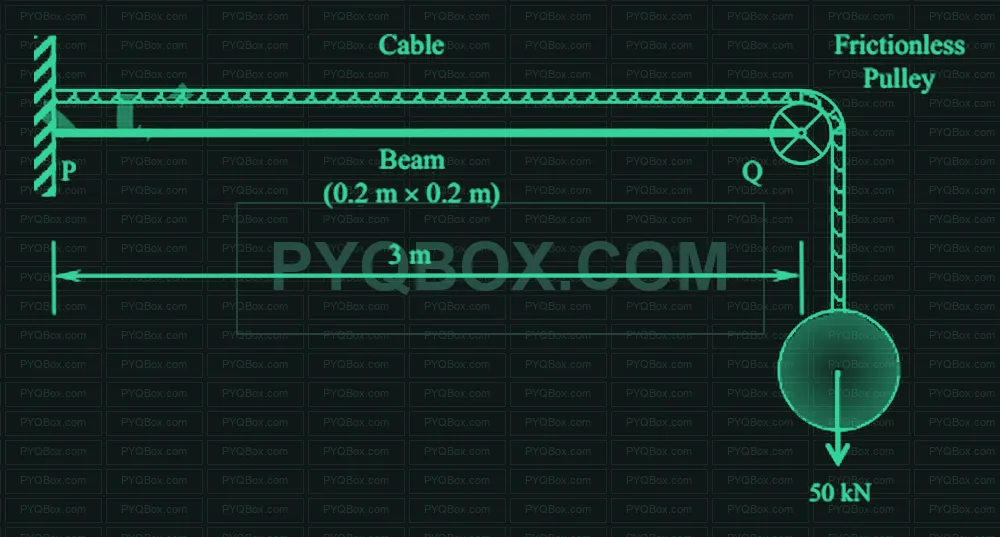 Cable
Frictionless
Pulley
P
Beam
Q
(0.2 m × 0.2 m)
3 m
PYQBOX.COM
50 kN